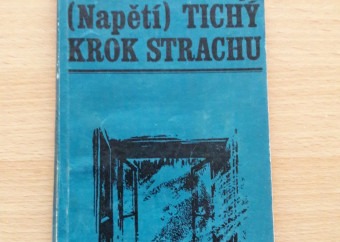 (Napětí) TICHÝ
KROK STRACHU